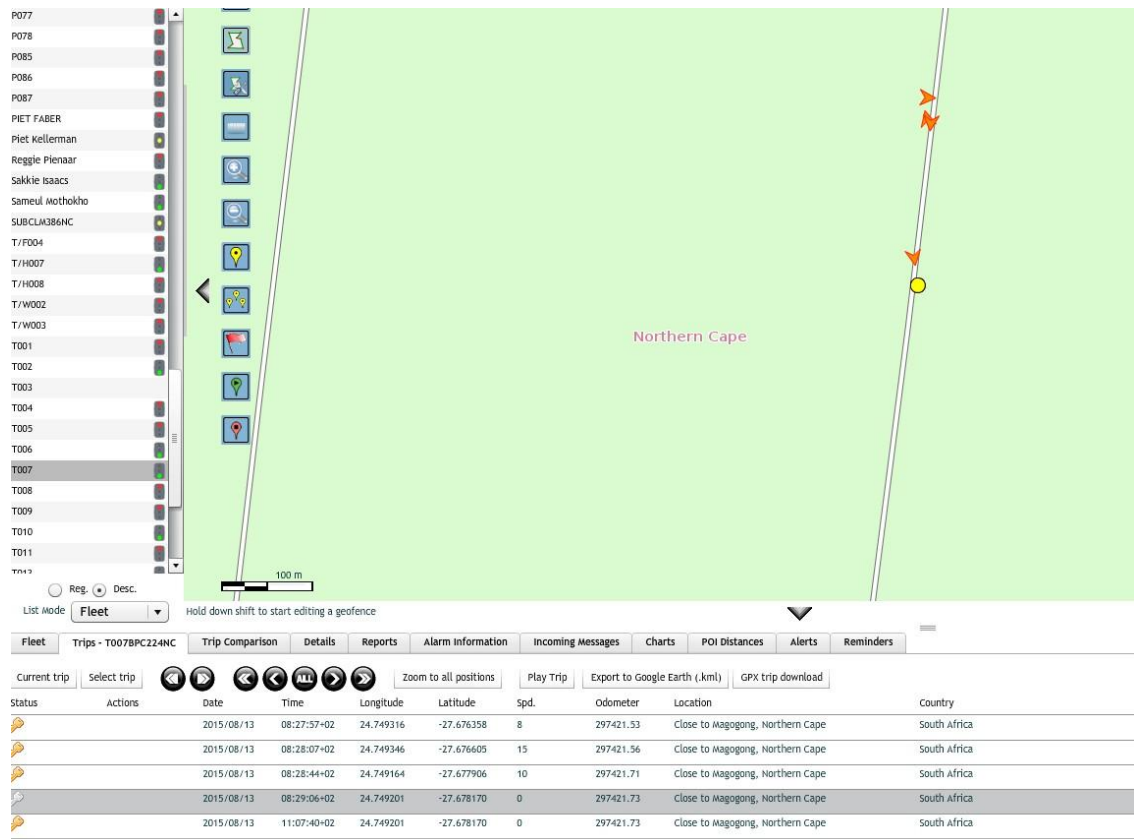 P077
P078
P085
P086
P087
PIET FABER
Piet Kellerman
Reggie Pienaar
Sakkie Isaacs
Sameul Mothokho
SUBCLM386NC
T/F004
T/H007
T/H008
T/W002
T/W003
T001
T002
T003
T004
T005
T006
T007
T008
T009
T010
T011
T012
Northern Cape
100 m
Reg. Desc.
List Mode Fleet Hold down shift to start editing a geofence
Fleet Trips - T007BPC224NC Trip Comparison Details Reports Alarm Information Incoming Messages Charts POI Distances Alerts Reminders
Current trip Select trip ALL Zoom to all positions Play Trip Export to Google Earth (.kml) GPX trip download
Status Actions Date Time Longitude Latitude Spd. Odometer Location Country
2015/08/13 08:27:57+02 24.749316 -27.676358 8 297421.53 Close to Magogong, Northern Cape South Africa
2015/08/13 08:28:07+02 24.749346 -27.676605 15 297421.56 Close to Magogong, Northern Cape South Africa
2015/08/13 08:28:44+02 24.749164 -27.677906 10 297421.71 Close to Magogong, Northern Cape South Africa
2015/08/13 08:29:06+02 24.749201 -27.678170 0 297421.73 Close to Magogong, Northern Cape South Africa
2015/08/13 11:07:40+02 24.749201 -27.678170 0 297421.73 Close to Magogong, Northern Cape South Africa